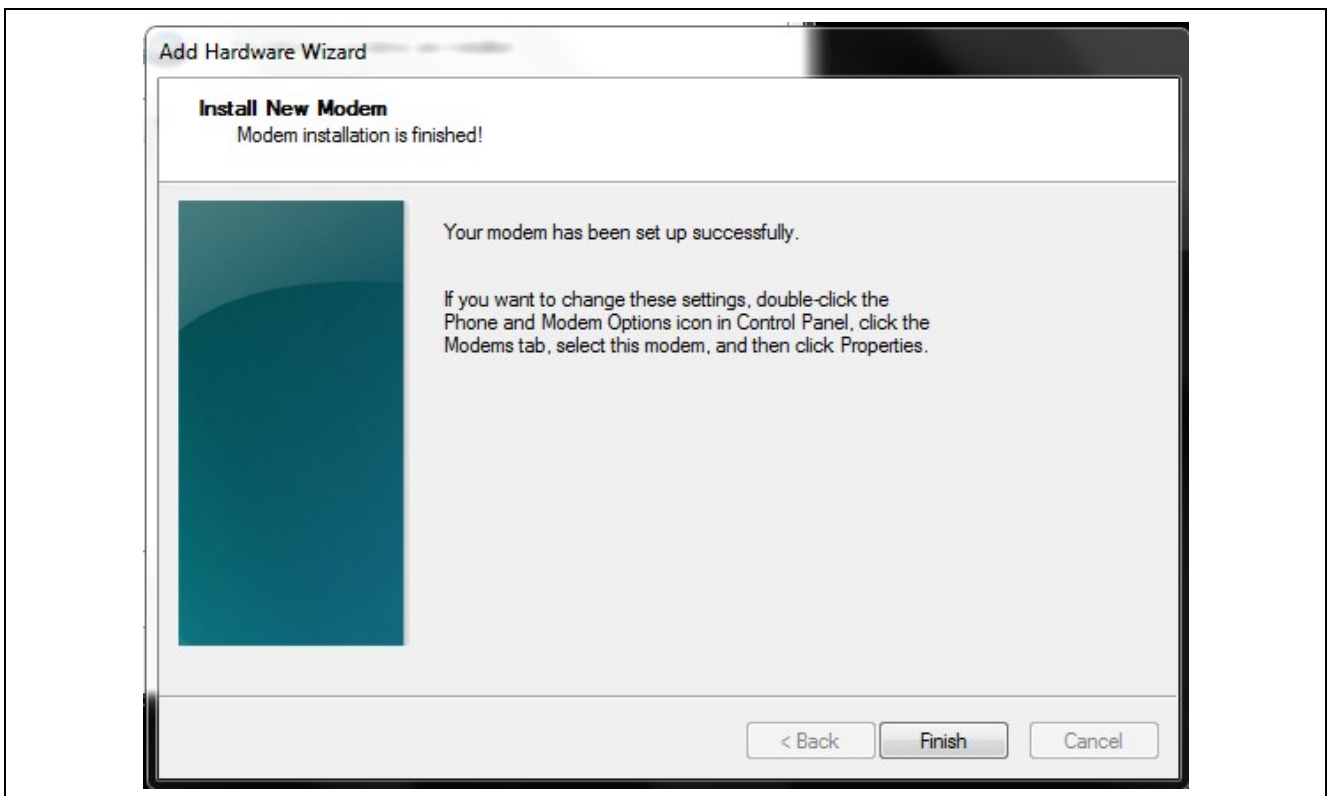 Add Hardware Wizard
Install New Modem
Modem installation is finished!
Your modem has been set up successfully.
If you want to change these settings, double-click the
Phone and Modem Options icon in Control Panel, click the
Modems tab, select this modem, and then click Properties.
< Back Finish Cancel